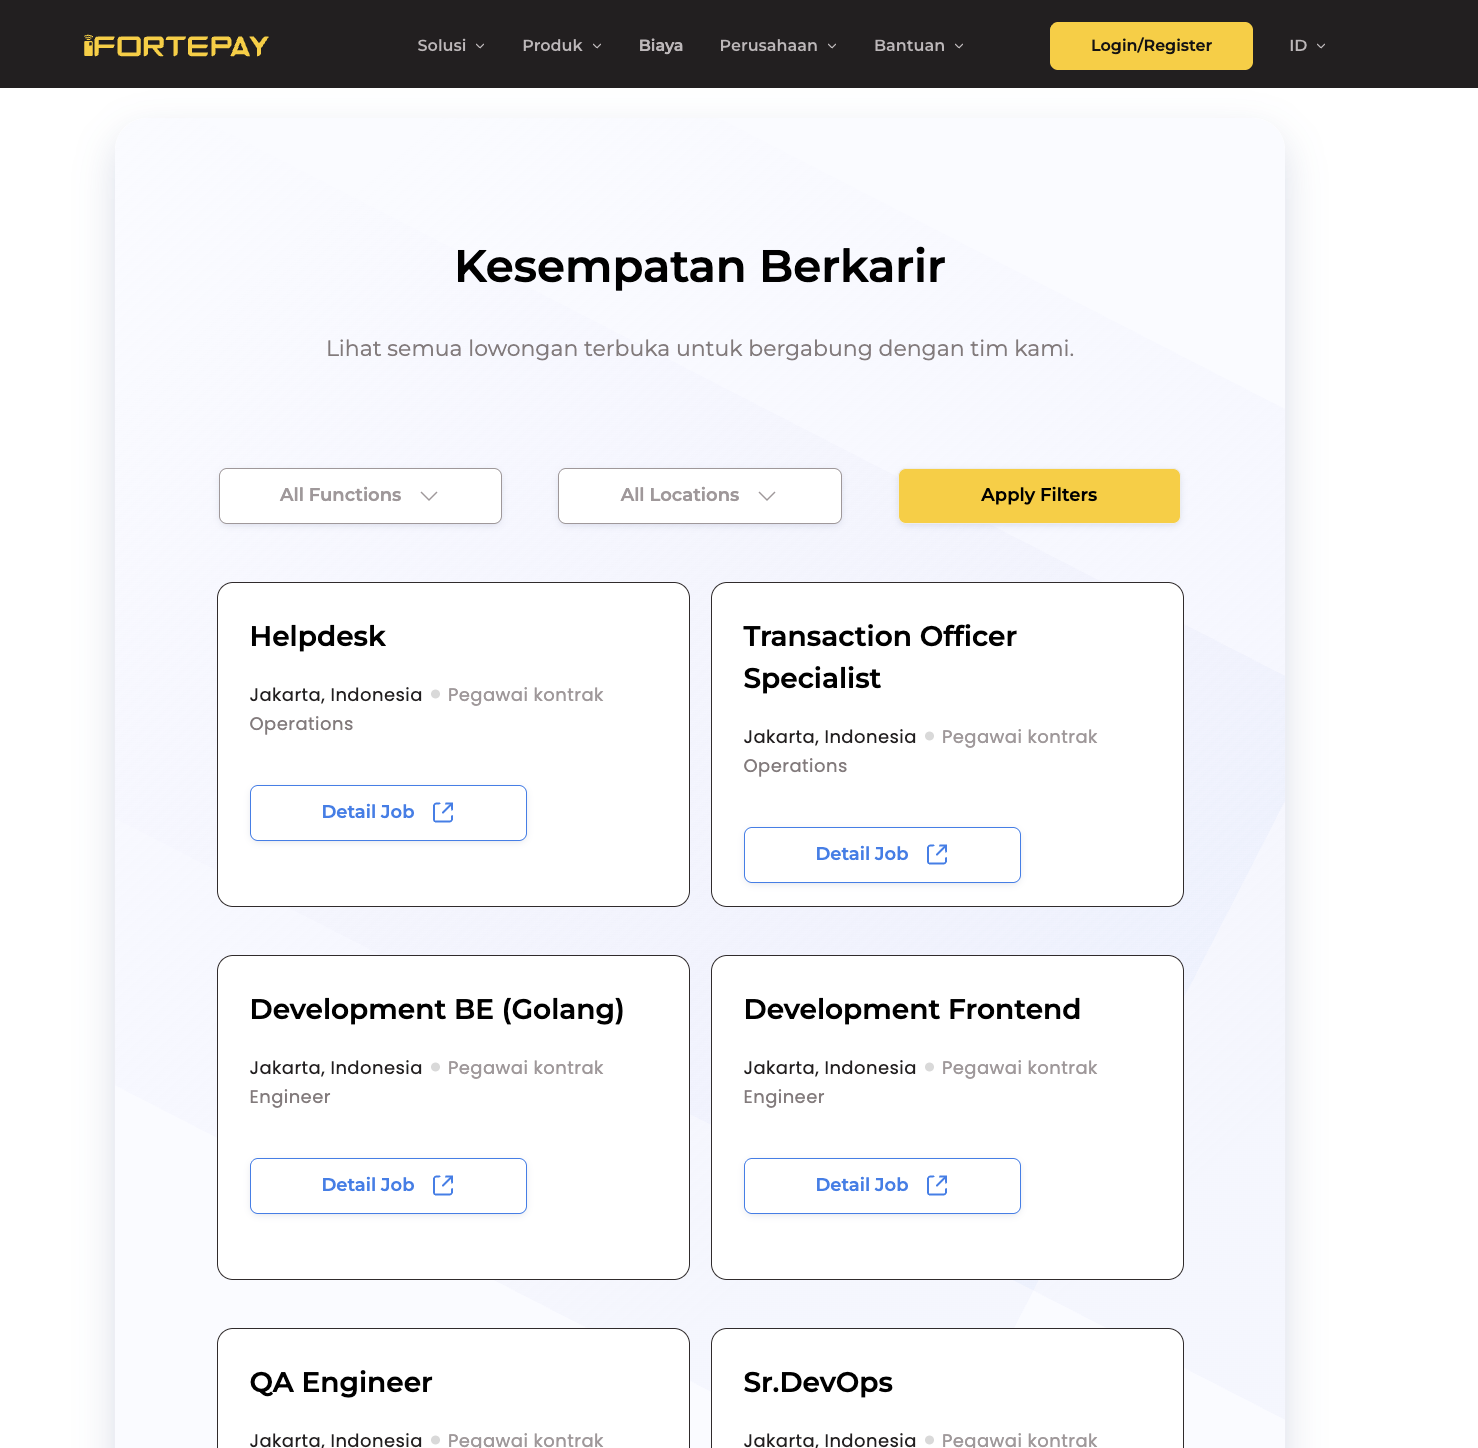 iFORTEPAY
Solusi Produk Biaya Perusahaan Bantuan Login/Register ID
Kesempatan Berkarir
Lihat semua lowongan terbuka untuk bergabung dengan tim kami.
All Functions All Locations Apply Filters
Helpdesk
Jakarta, Indonesia Pegawai kontrak
Operations
Detail Job
Transaction Officer
Specialist
Jakarta, Indonesia Pegawai kontrak
Operations
Detail Job
Development BE (Golang)
Jakarta, Indonesia Pegawai kontrak
Engineer
Detail Job
Development Frontend
Jakarta, Indonesia Pegawai kontrak
Engineer
Detail Job
QA Engineer
Jakarta, Indonesia Pegawai kontrak
Sr.DevOps
Jakarta, Indonesia Pegawai kontrak